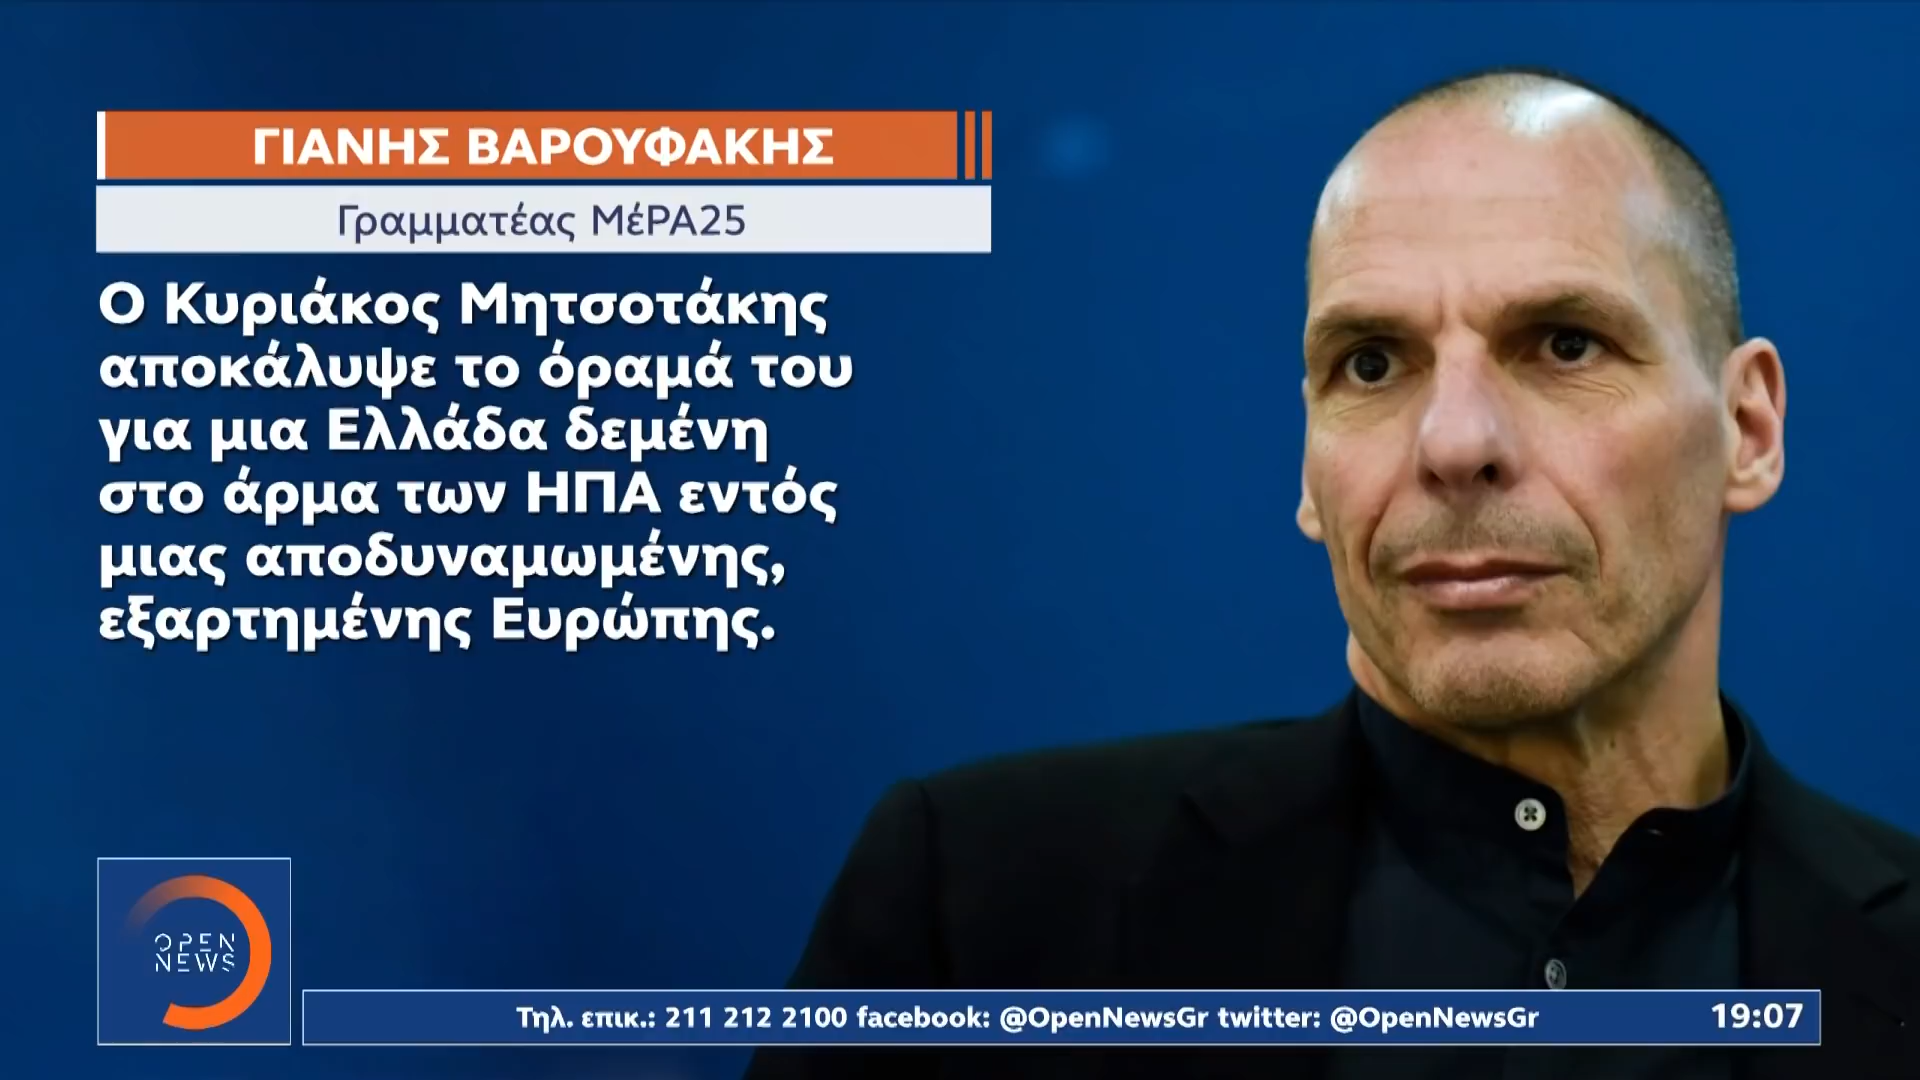 ΓΙΑΝΗΣ ΒΑΡΟΥΦΑΚΗΣ
Γραμματέας ΜέΡΑ25
Ο Κυριάκος Μητσοτάκης
αποκάλυψε το όραμά του
για μια Ελλάδα δεμένη
στο άρμα των ΗΠΑ εντός
μιας αποδυναμωμένης,
εξαρτημένης Ευρώπης.
OPEN
NEWS
Τηλ. επικ.: 211 212 2100 facebook: @OpenNewsGr twitter: @OpenNewsGr 19:07